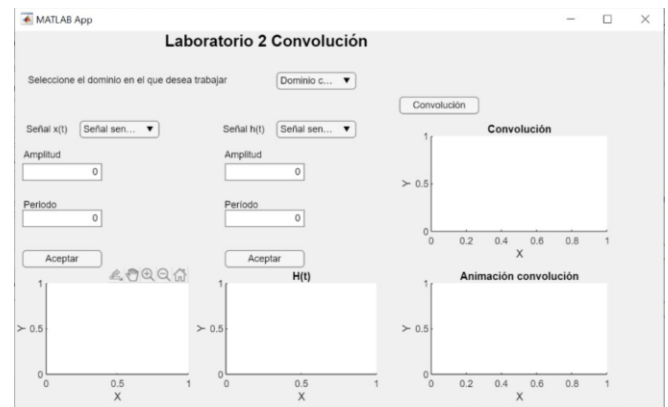 MATLAB App
Laboratorio 2 Convolución
Seleccione el dominio en el que desea trabajar
Dominio c...
Convolución
Señal x(t)
Señal sen...
Señal h(t)
Señal sen...
Amplitud
0
Amplitud
0
Periodo
0
Período
0
Aceptar
Aceptar
Convolución
1
0.5
0
Y
0 0.2 0.4 0.6 0.8 1
X
1
0.5
0
Y
0 0.5 1
X
H(t)
1
0.5
0
Y
0 0.5 1
X
Animación convolución
1
0.5
0
Y
0 0.2 0.4 0.6 0.8 1
X